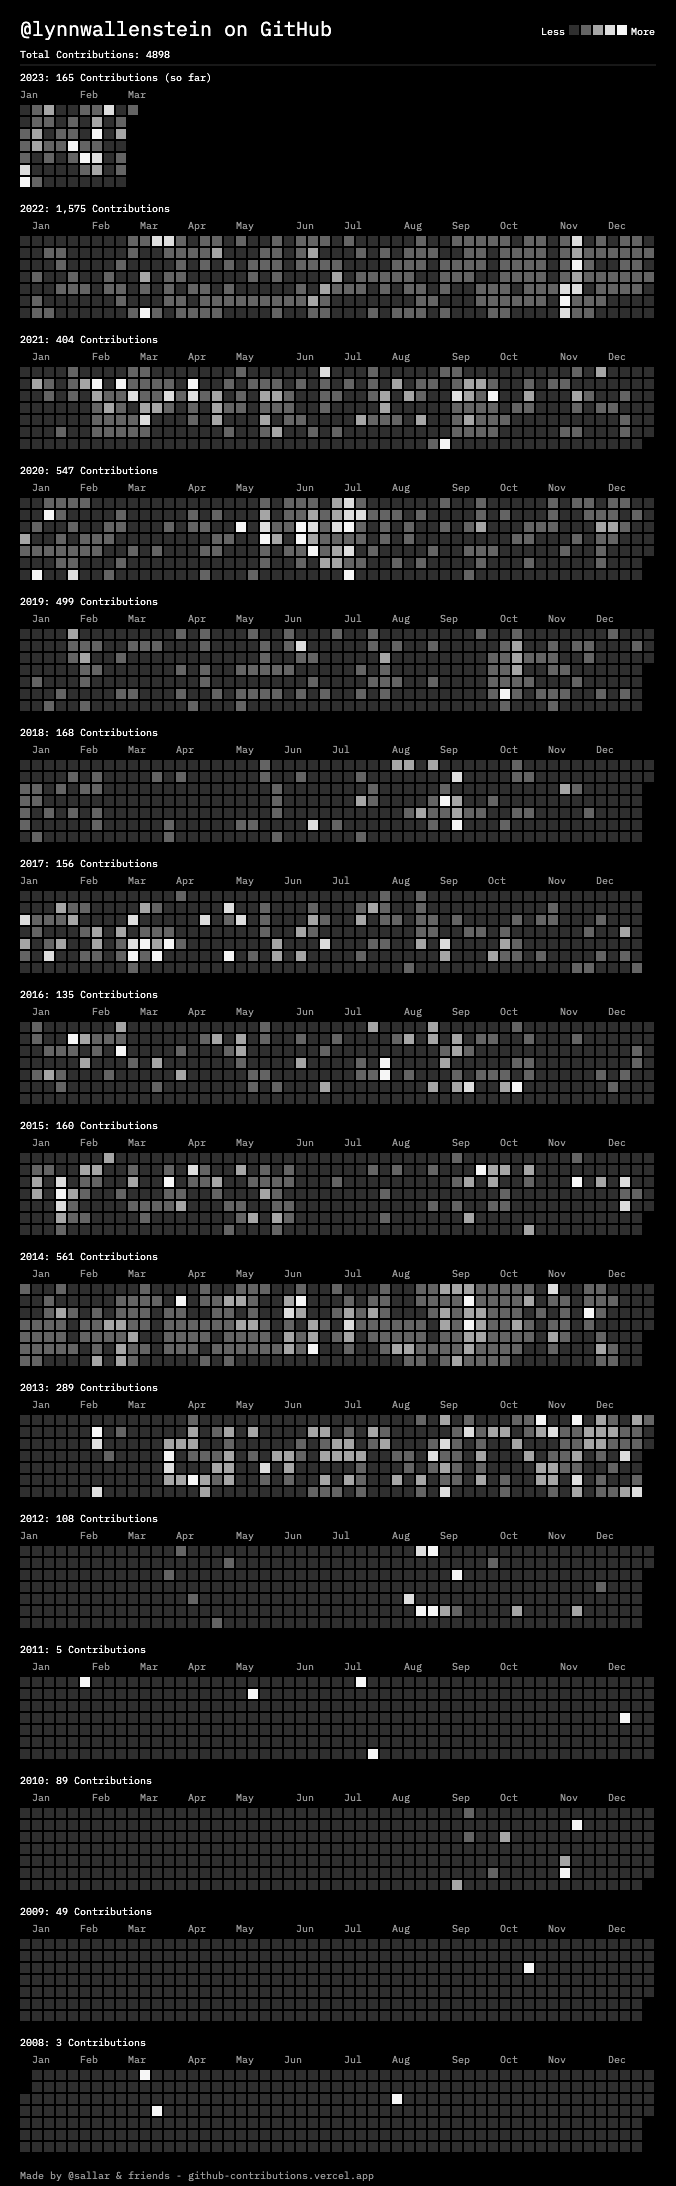 @lynnwallenstein on GitHub
Less More
Total Contributions: 4898
2023: 165 Contributions (so far)
Jan Feb Mar
2022: 1,575 Contributions
Jan Feb Mar Apr May Jun Jul Aug Sep Oct Nov Dec
2021: 404 Contributions
Jan Feb Mar Apr May Jun Jul Aug Sep Oct Nov Dec
2020: 547 Contributions
Jan Feb Mar Apr May Jun Jul Aug Sep Oct Nov Dec
2019: 499 Contributions
Jan Feb Mar Apr May Jun Jul Aug Sep Oct Nov Dec
2018: 168 Contributions
Jan Feb Mar Apr May Jun Jul Aug Sep Oct Nov Dec
2017: 156 Contributions
Jan Feb Mar Apr May Jun Jul Aug Sep Oct Nov Dec
2016: 135 Contributions
Jan Feb Mar Apr May Jun Jul Aug Sep Oct Nov Dec
2015: 160 Contributions
Jan Feb Mar Apr May Jun Jul Aug Sep Oct Nov Dec
2014: 561 Contributions
Jan Feb Mar Apr May Jun Jul Aug Sep Oct Nov Dec
2013: 289 Contributions
Jan Feb Mar Apr May Jun Jul Aug Sep Oct Nov Dec
2012: 108 Contributions
Jan Feb Mar Apr May Jun Jul Aug Sep Oct Nov Dec
2011: 5 Contributions
Jan Feb Mar Apr May Jun Jul Aug Sep Oct Nov Dec
2010: 89 Contributions
Jan Feb Mar Apr May Jun Jul Aug Sep Oct Nov Dec
2009: 49 Contributions
Jan Feb Mar Apr May Jun Jul Aug Sep Oct Nov Dec
2008: 3 Contributions
Jan Feb Mar Apr May Jun Jul Aug Sep Oct Nov Dec
Made by @sallar & friends - github-contributions.vercel.app